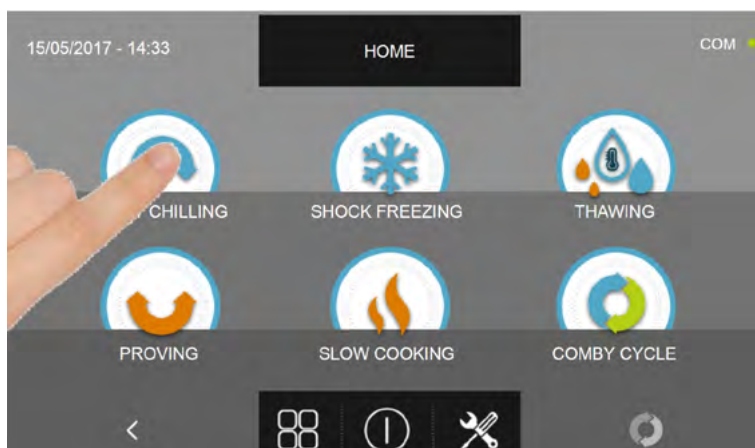 15/05/2017 - 14:33
HOME
COM
CHILLING
SHOCK FREEZING
THAWING
PROVING
SLOW COOKING
COMBY CYCLE